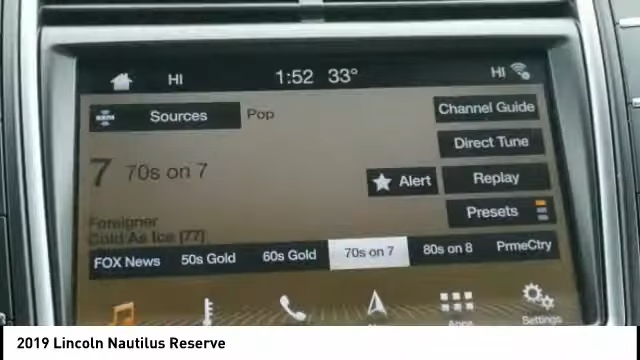 HI 1:52 33° HI
Sources Pop Channel Guide
Direct Tune
7 70s on 7
Alert Replay
Presets
Foreigner
Cold As Ice [77]
FOX News 50s Gold 60s Gold 70s on 7 80s on 8 PrmeCtry
Apps Settings
2019 Lincoln Nautilus Reserve